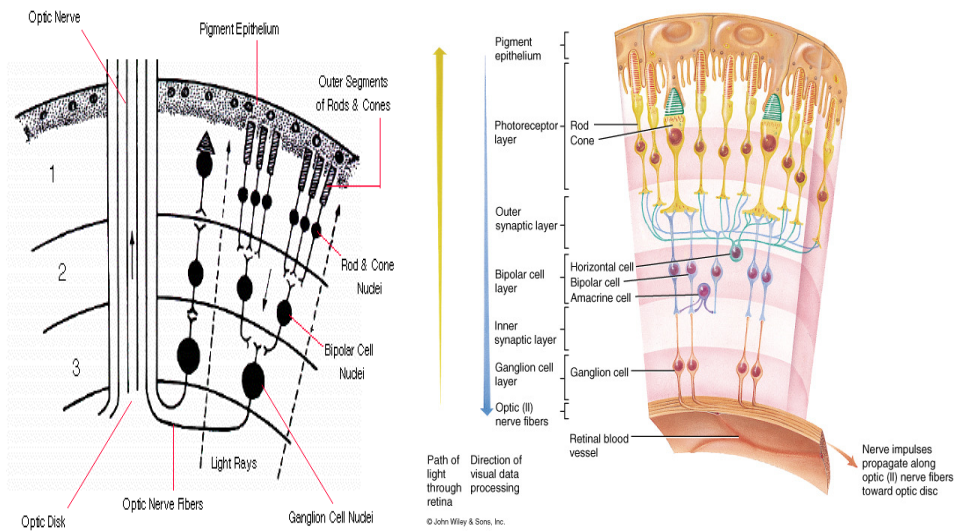 Optic Nerve
Pigment Epithelium
Outer Segments
of Rods & Cones
1
2
3
Rod & Cone
Nuclei
Bipolar Cell
Nuclei
Light Rays
Optic Nerve Fibers
Optic Disk
Ganglion Cell Nuclei
Pigment
epithelium
Photoreceptor
layer
Rod
Cone
Outer
synaptic layer
Horizontal cell
Bipolar cell
layer
Bipolar cell
Amacrine cell
Inner
synaptic layer
Ganglion cell
layer
Ganglion cell
Optic (II)
nerve fibers
Retinal blood
vessel
Path of
light
through
retina
Direction of
visual data
processing
Nerve impulses
propagate along
optic (II) nerve fibers
toward optic disc
© John Wiley & Sons, Inc.